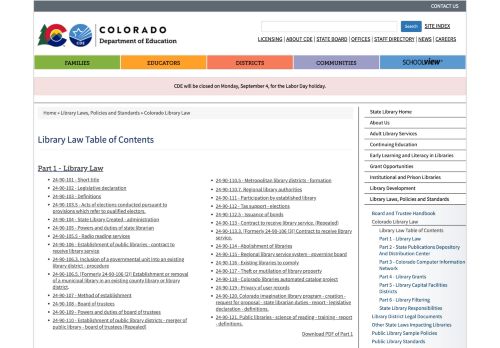 CONTACT US
COLORADO
Department of Education
CDE
Search
SITE INDEX
LICENSING | ABOUT CDE | STATE BOARD | OFFICES | STAFF DIRECTORY | NEWS | CAREERS
FAMILIES
EDUCATORS
DISTRICTS
COMMUNITIES
SCHOOLVIEW
CDE will be closed on Monday, September 4, for the Labor Day holiday.
Home » Library Laws, Policies and Standards » Colorado Library Law
Library Law Table of Contents
Part 1 - Library Law
24-90-101 - Short title
24-90-102 - Legislative declaration
24-90-103 - Definitions
24-90-103.5 - Acts of elections conducted pursuant to
provisions which refer to qualified electors.
24-90-104 - State Library Created - administration
24-90-105 - Powers and duties of state librarian
24-90-105.5 - Radio reading services
24-90-106 - Establishment of public libraries - contract to
receive library service
24-90-106.3. Inclusion of a governmental unit into an existing
library district - procedure
24-90-106.5. [Formerly 24-90-106 (3)] Establishment or removal
of a municipal library in an existing county library or library
district.
24-90-107 - Method of establishment
24-90-108 - Board of trustees
24-90-109 - Powers and duties of board of trustees
24-90-110 - Establishment of public library districts - merger of
public library - board of trustees [Repealed]
24-90-110.5 - Metropolitan library districts - formation
24-90-110.7. Regional library authorities
24-90-111 - Participation by established library
24-90-112 - Tax support - elections
24-90-112.5 - Issuance of bonds
24-90-113 - Contract to receive library service. (Repealed)
24-90-113.3. [Formerly 24-90-106 (3)] Contract to receive library
service.
24-90-114 - Abolishment of libraries
24-90-115 - Regional library service system - governing board
24-90-116 - Existing libraries to comply
24-90-117 - Theft or mutilation of library property
24-90-118 - Colorado libraries automated catalog project
24-90-119 - Privacy of user records
24-90-120. Colorado imagination library program - creation -
request for proposal - state librarian duties - report - legislative
declaration - definitions.
24-90-121. Public libraries - science of reading - training - report
- definitions.
Download PDF of Part 1
State Library Home
About Us
Adult Library Services
Continuing Education
Early Learning and Literacy in Libraries
Grant Opportunities
Institutional and Prison Libraries
Library Development
Library Laws, Policies and Standards
Board and Trustee Handbook
Colorado Library Law
Library Law Table of Contents
Part 1 - Library Law
Part 2 - State Publications Depository
And Distribution Center
Part 3 - Colorado Computer Information
Network
Part 4 - Library Grants
Part 5 - Library Capital Facilities
Districts
Part 6 - Library Filtering
State Library Responsibilities
Library District Legal Documents
Other State Laws Impacting Libraries
Public Library Sample Policies
Public Library Standards